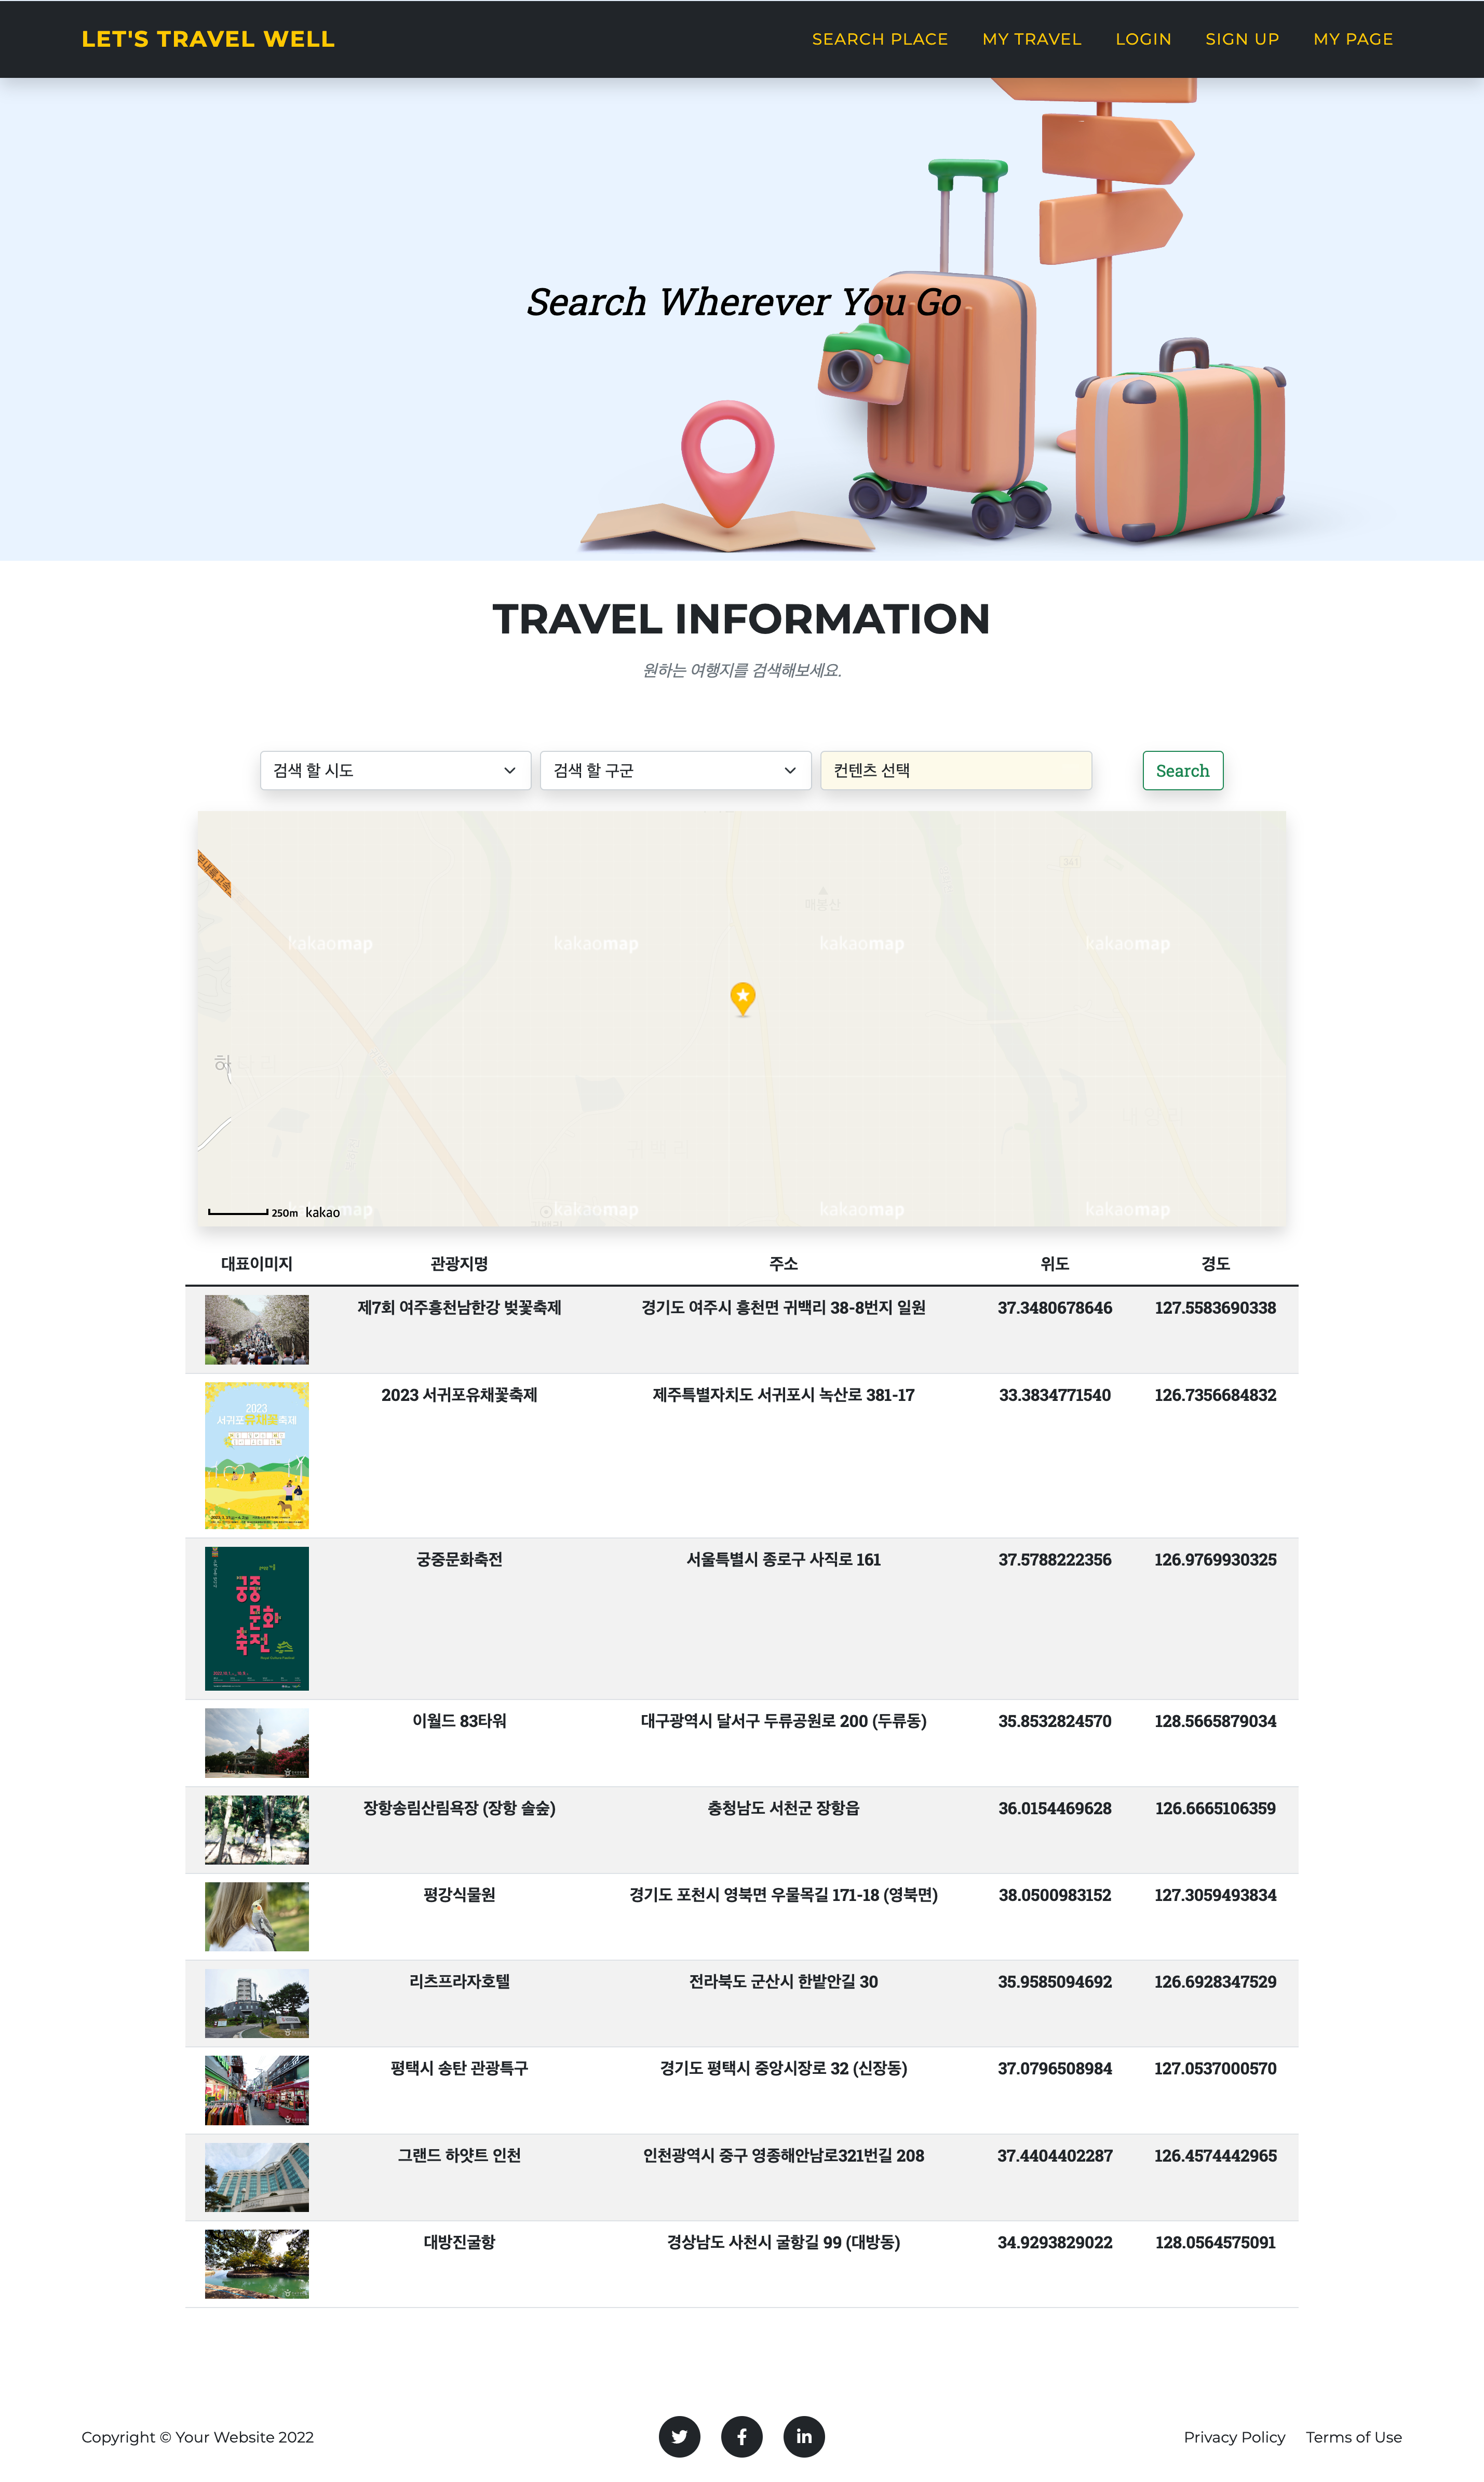 LET'S TRAVEL WELL
SEARCH PLACE MY TRAVEL LOGIN SIGN UP MY PAGE
Search Wherever You Go
TRAVEL INFORMATION
원하는 여행지를 검색해보세요.
검색 할 시도 검색 할 구군 컨텐츠 선택 Search
341
매봉산
kakaomap kakaomap kakaomap kakaomap
250m kakao map kakaomap kakaomap kakaomap
대표이미지 관광지명 주소 위도 경도
제7회 여주흥천남한강 벚꽃축제 경기도 여주시 흥천면 귀백리 38-8번지 일원 37.3480678646 127.5583690338
2023 서귀포유채꽃축제 제주특별자치도 서귀포시 녹산로 381-17 33.3834771540 126.7356684832
2023
서귀포유채꽃축제
궁중문화축전 서울특별시 종로구 사직로 161 37.5788222356 126.9769930325
궁중
문화
축전
이월드 83타워 대구광역시 달서구 두류공원로 200 (두류동) 35.8532824570 128.5665879034
장항송림산림욕장 (장항 솔숲) 충청남도 서천군 장항읍 36.0154469628 126.6665106359
평강식물원 경기도 포천시 영북면 우물목길 171-18 (영북면) 38.0500983152 127.3059493834
리츠프라자호텔 전라북도 군산시 한밭안길 30 35.9585094692 126.6928347529
평택시 송탄 관광특구 경기도 평택시 중앙시장로 32 (신장동) 37.0796508984 127.0537000570
그랜드 하얏트 인천 인천광역시 중구 영종해안남로321번길 208 37.4404402287 126.4574442965
대방진굴항 경상남도 사천시 굴항길 99 (대방동) 34.9293829022 128.0564575091
Copyright © Your Website 2022
Privacy Policy Terms of Use